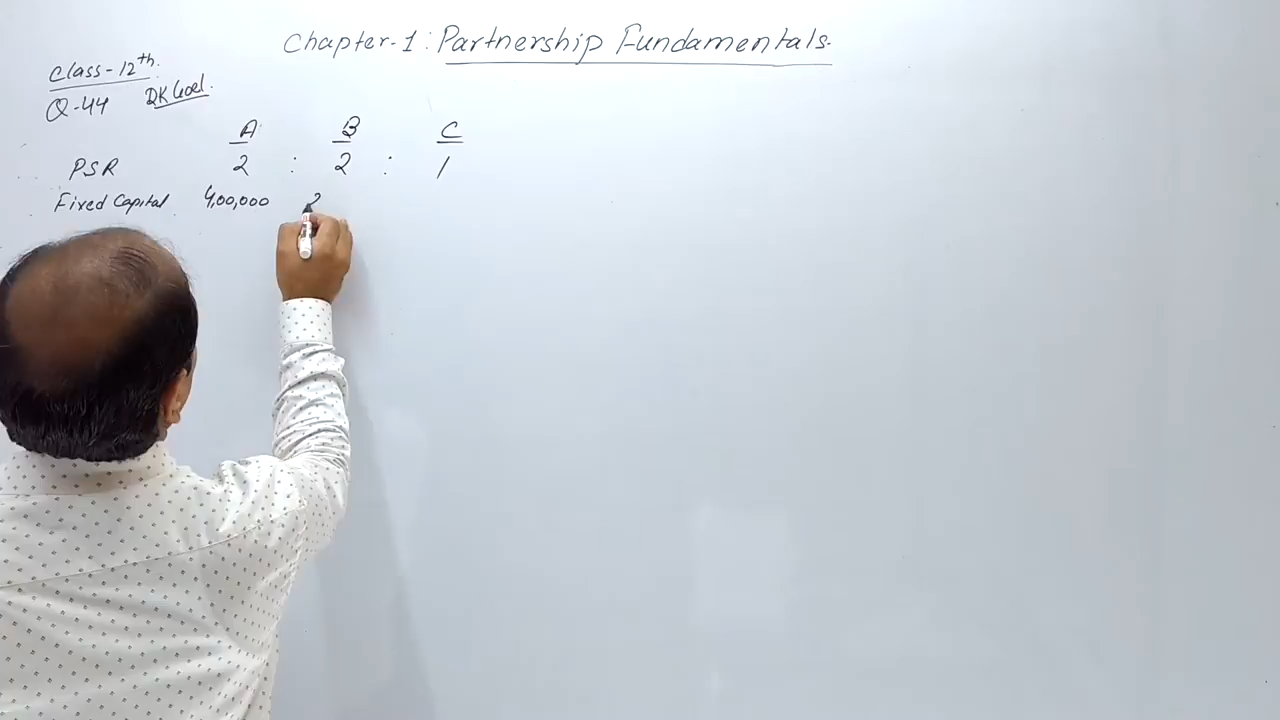 Chapter-1: Partnership Fundamentals.
Class-12th.
Q-44 DK Goel.
A B C
PSR 2 : 2 : 1
Fixed Capital 4,00,000